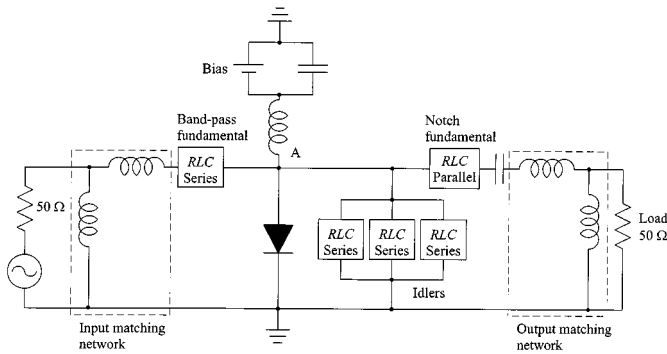 Bias
Band-pass
fundamental
A
Notch
fundamental
RLC
Series
RLC
Parallel
50 Ω
RLC
Series
RLC
Series
RLC
Series
Load
50 Ω
Idlers
Input matching
network
Output matching
network